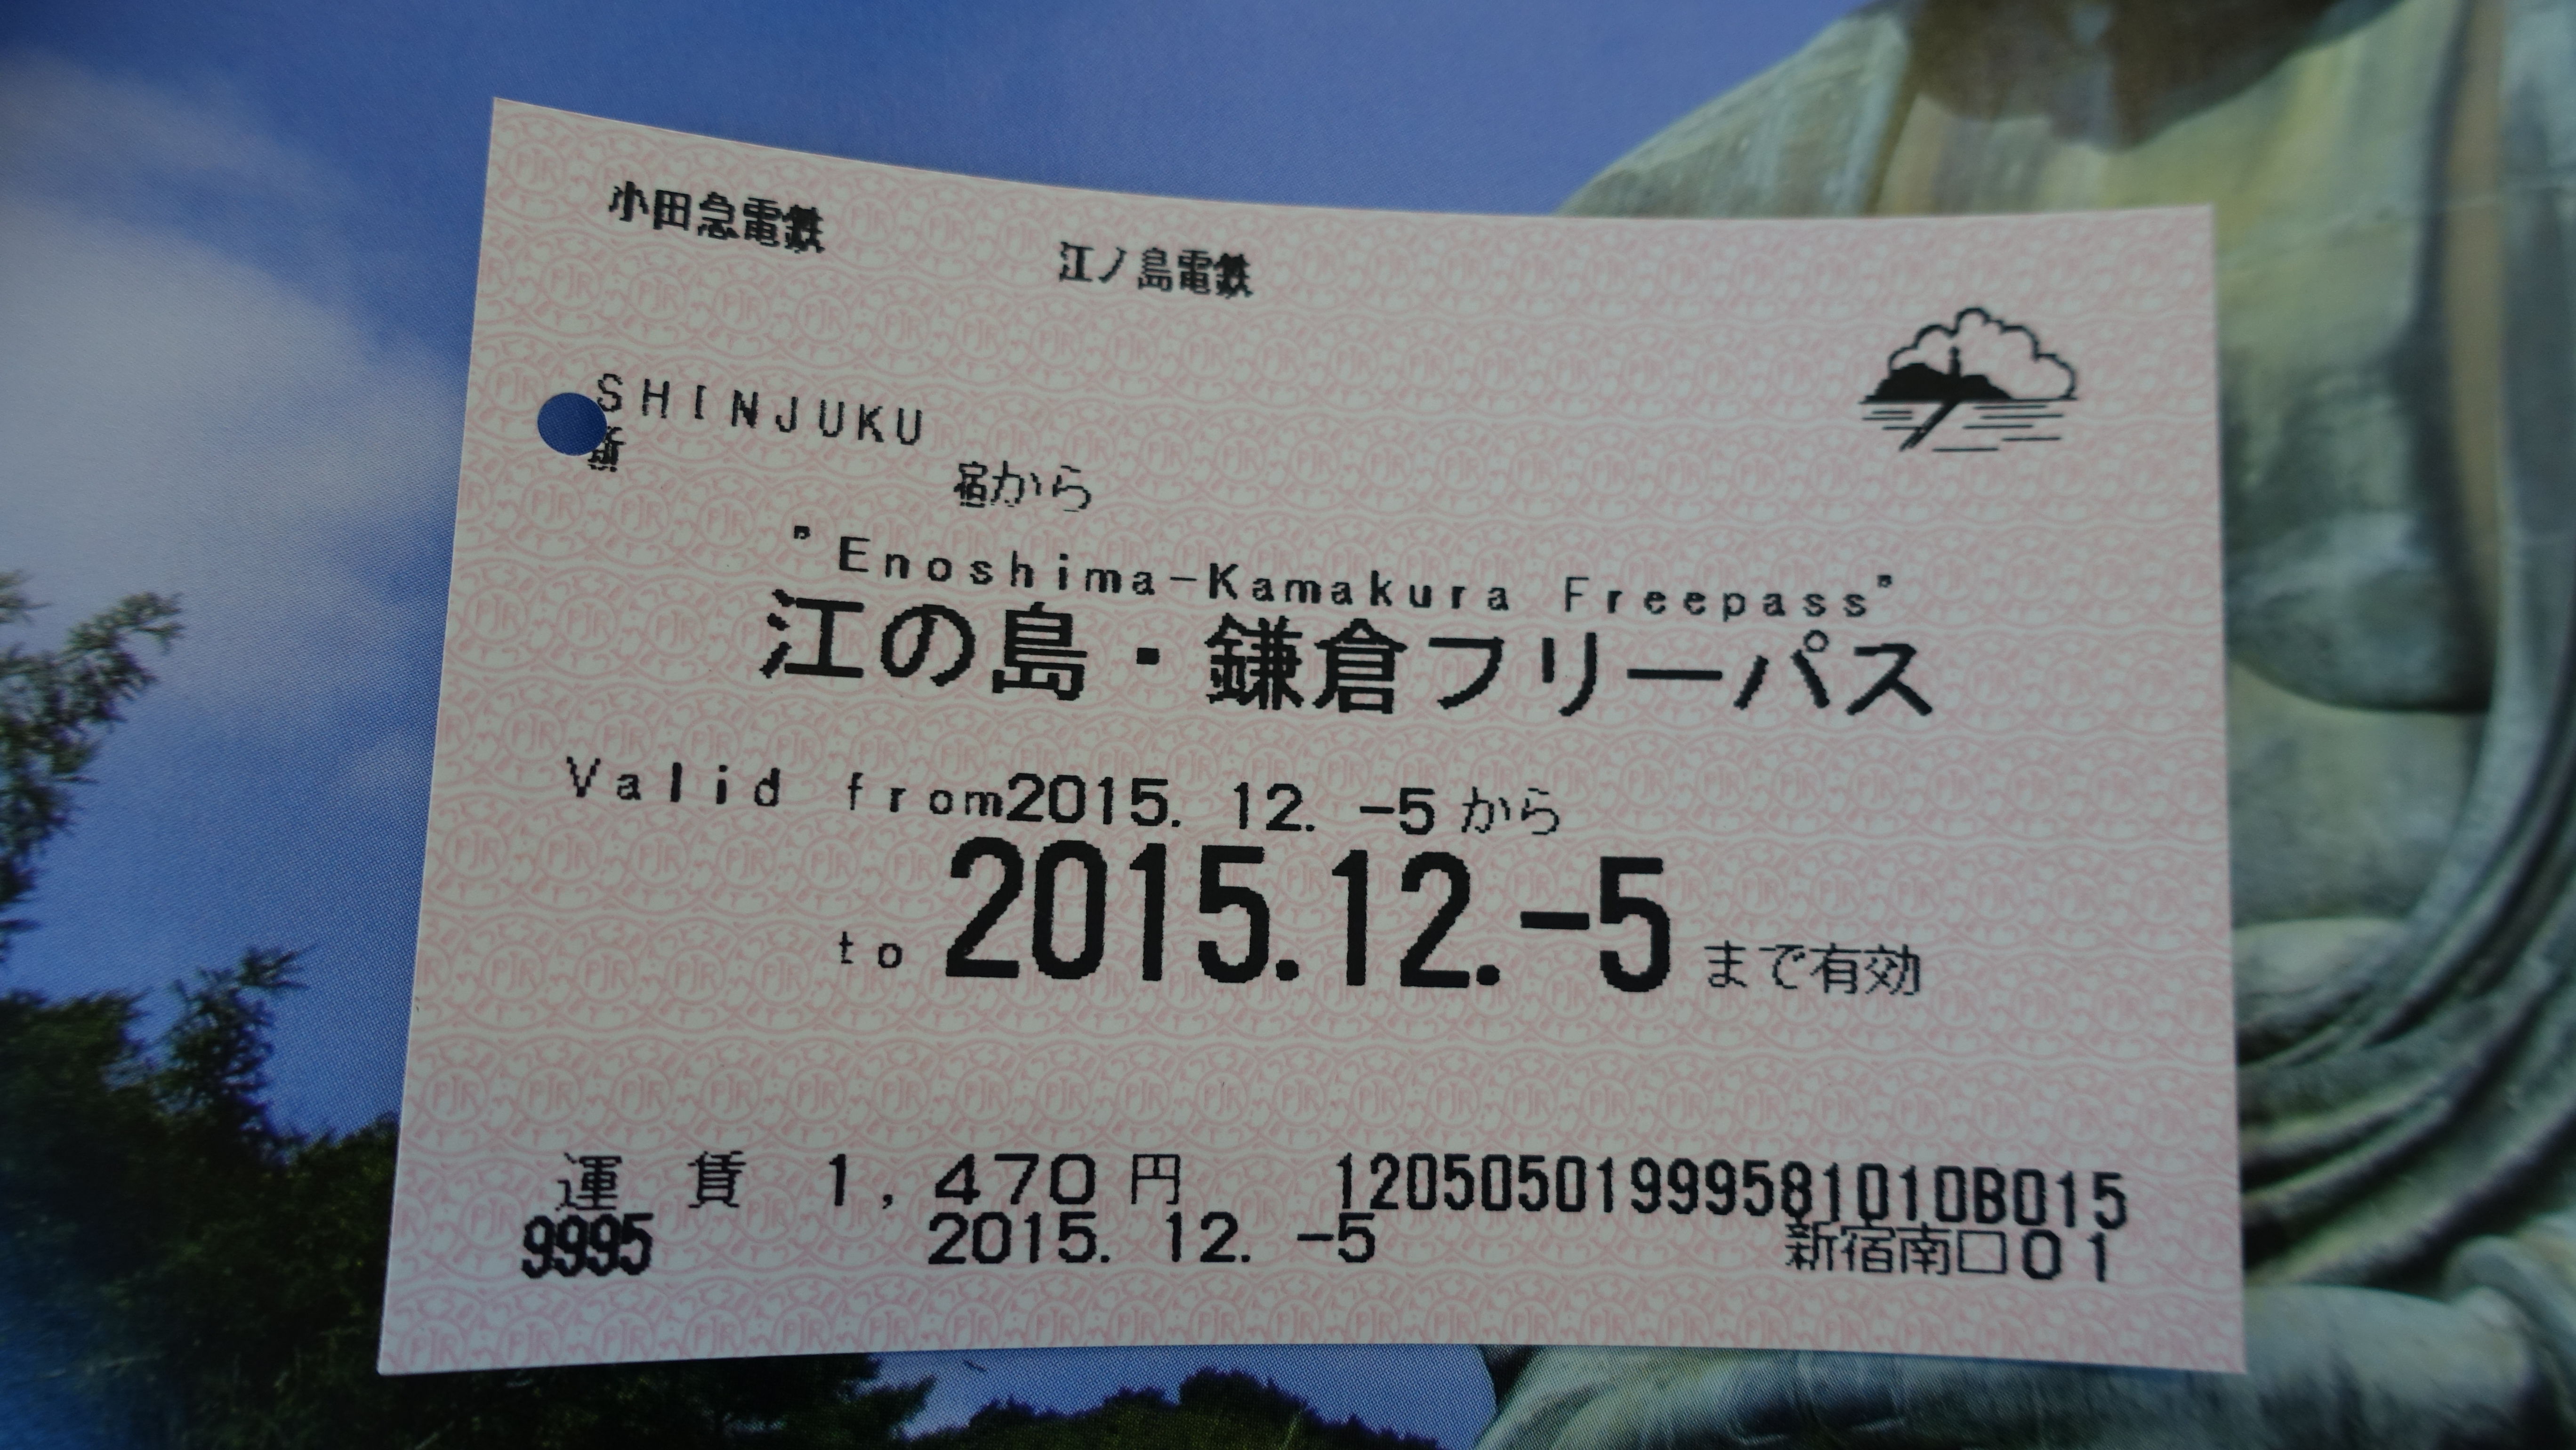 小田急電鉄 江ノ島電鉄
SHINJUKU
新 宿から
"Enoshima-Kamakura Freepass"
江の島・鎌倉フリーパス
Valid from2015. 12. -5から
to 2015.12.-5まで有効
運 賃 1,470円 120505019995​81010B015
9995 2015. 12. -5 新宿南口01